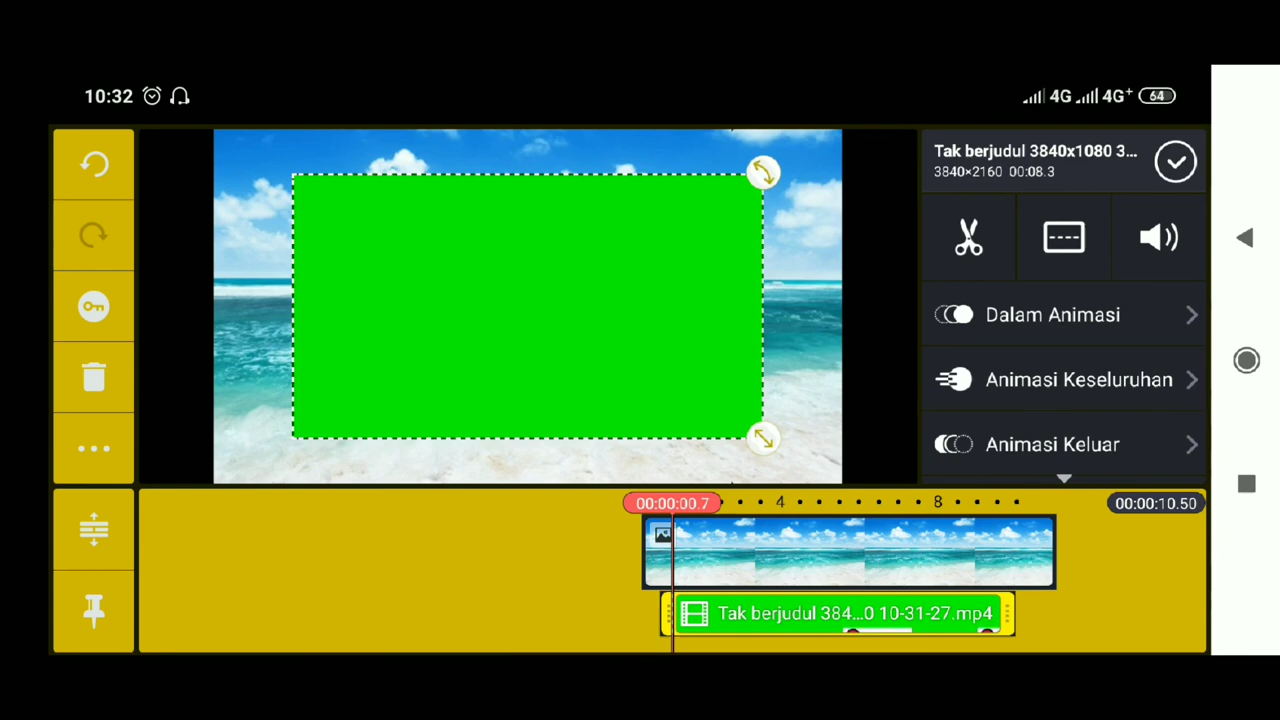 10:32
4G 4G+ 64
Tak berjudul 3840x1080 3...
3840×2160 00:08.3
Dalam Animasi
Animasi Keseluruhan
Animasi Keluar
00:00:00.7 4 8 00:00:10.50
Tak berjudul 384...0 10-31-27.mp4